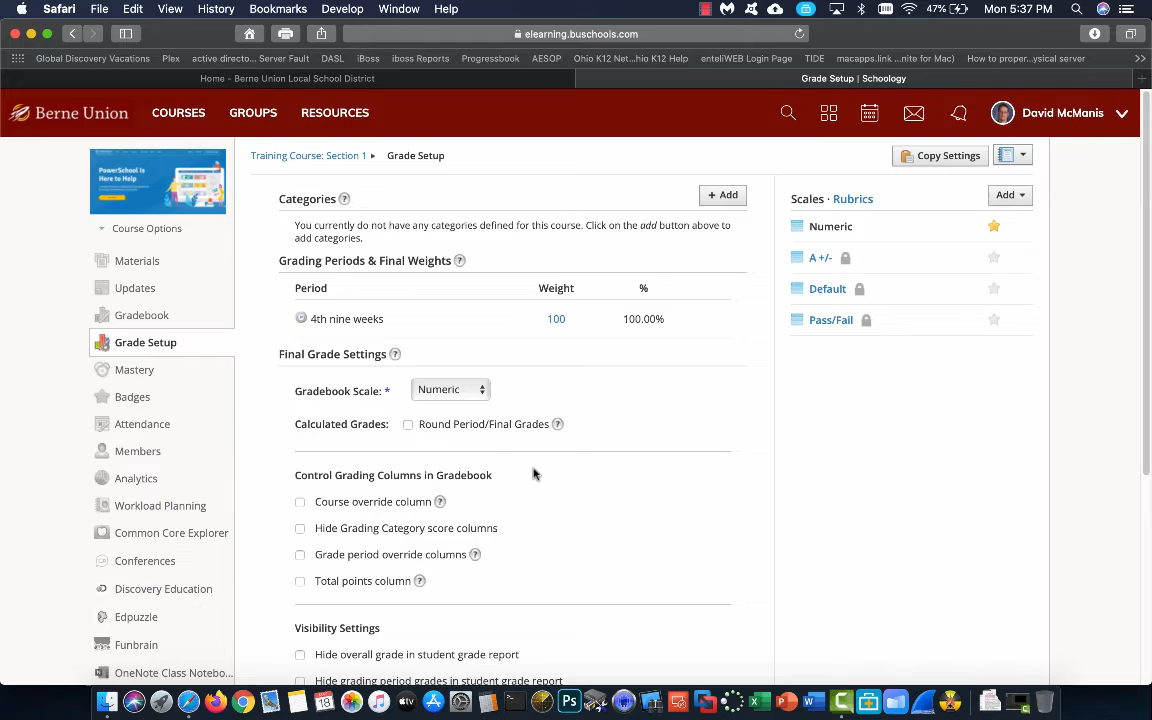 Safari File Edit View History Bookmarks Develop Window Help 47% Mon 5:37 PM
elearning.buschools.com
Global Discovery Vacations Plex active directo... Server Fault DASL iBoss iboss Reports Progressbook AESOP Ohio K12 Net...hio K12 Help enteliWEB Login Page TIDE macapps.link ...nite for Mac) How to proper...ysical server
Home - Berne Union Local School District Grade Setup | Schoology
Berne Union COURSES GROUPS RESOURCES David McManis
PowerSchool Is
Here to Help
Course Options
Materials
Updates
Gradebook
Grade Setup
Mastery
Badges
Attendance
Members
Analytics
Workload Planning
Common Core Explorer
Conferences
Discovery Education
Edpuzzle
Funbrain
OneNote Class Notebo...
Training Course: Section 1 Grade Setup
Copy Settings
Categories ?
+ Add
You currently do not have any categories defined for this course. Click on the add button above to
add categories.
Grading Periods & Final Weights ?
Period Weight %
4th nine weeks 100 100.00%
Final Grade Settings ?
Gradebook Scale: * Numeric
Calculated Grades: Round Period/Final Grades ?
Control Grading Columns in Gradebook
Course override column ?
Hide Grading Category score columns
Grade period override columns ?
Total points column ?
Visibility Settings
Hide overall grade in student grade report
Hide grading period grades in student grade report
Scales · Rubrics
Add
Numeric
A +/-
Default
Pass/Fail